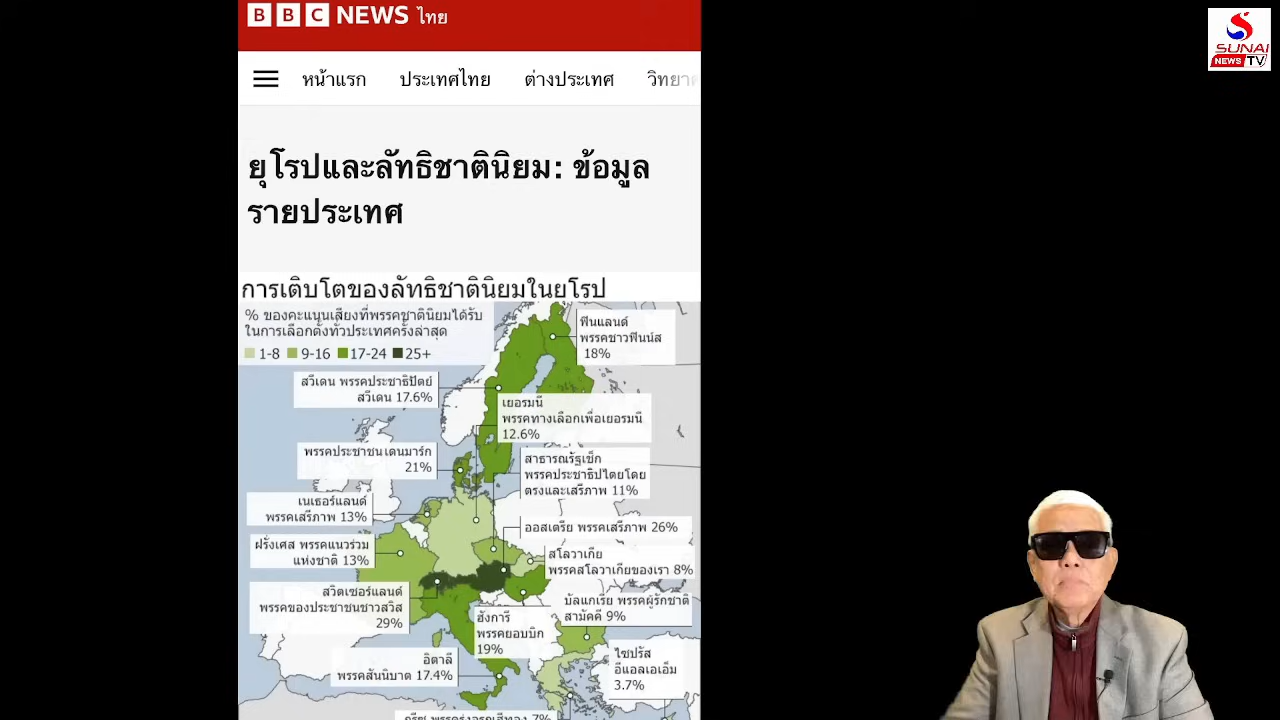 BBC NEWS ไทย
SUNAI
NEWS TV
หน้าแรก ประเทศไทย ต่างประเทศ
ยุโรปและลัทธิชาตินิยม: ข้อมูล
รายประเทศ
การเติบโตของลัทธิชาตินิยมในยุโรป
% ของคะแนนเสียงที่พรรคชาตินิยมได้รับ
ในการเลือกตั้งทั่วประเทศครั้งล่าสุด
1-8 9-16 17-24 25+
ฟินแลนด์
พรรคชาวฟินน์ส
18%
สวีเดน พรรคประชาธิปัตย์
สวีเดน 17.6%
เยอรมนี
พรรคทางเลือกเพื่อเยอรมนี
12.6%
พรรคประชาชนเดนมาร์ก
21%
สาธารณรัฐเช็ก
พรรคประชาธิปไตยโดย
ตรงและเสรีภาพ 11%
เนเธอร์แลนด์
พรรคเสรีภาพ 13%
ออสเตรีย พรรคเสรีภาพ 26%
ฝรั่งเศส พรรคแนวร่วม
แห่งชาติ 13%
สโลวาเกีย
พรรคสโลวาเกียของเรา 8%
สวิตเซอร์แลนด์
พรรคของประชาชนชาวสวิส
29%
บัลแกเรีย พรรคผู้รักชาติ
สามัคคี 9%
ฮังการี
พรรคยอบบิก
19%
อิตาลี
พรรคสันนิบาต 17.4%
ไซปรัส
อีแอลเอเอ็ม
3.7%